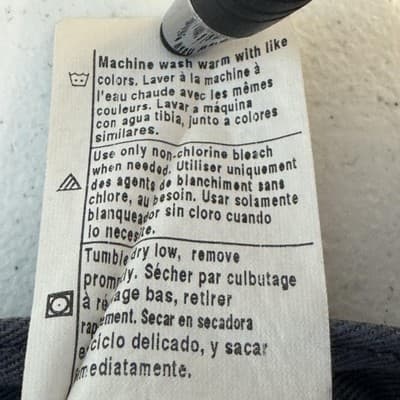 Machine wash warm with like
colors. Laver à la machine à
l'eau chaude avec les mêmes
couleurs. Lavar a máquina
con agua tibia, junto a colores
similares.
Use only non-chlorine bleach
when needed. Utiliser uniquement
des agents de blanchiment sans
chlore, au besoin. Usar solamente
blanqueador sin cloro cuando
lo necesite.
Tumble dry low, remove
promptly. Sécher par culbutage
à réglage bas, retirer
rapidement. Secar en secadora
en ciclo delicado, y sacar
inmediatamente.